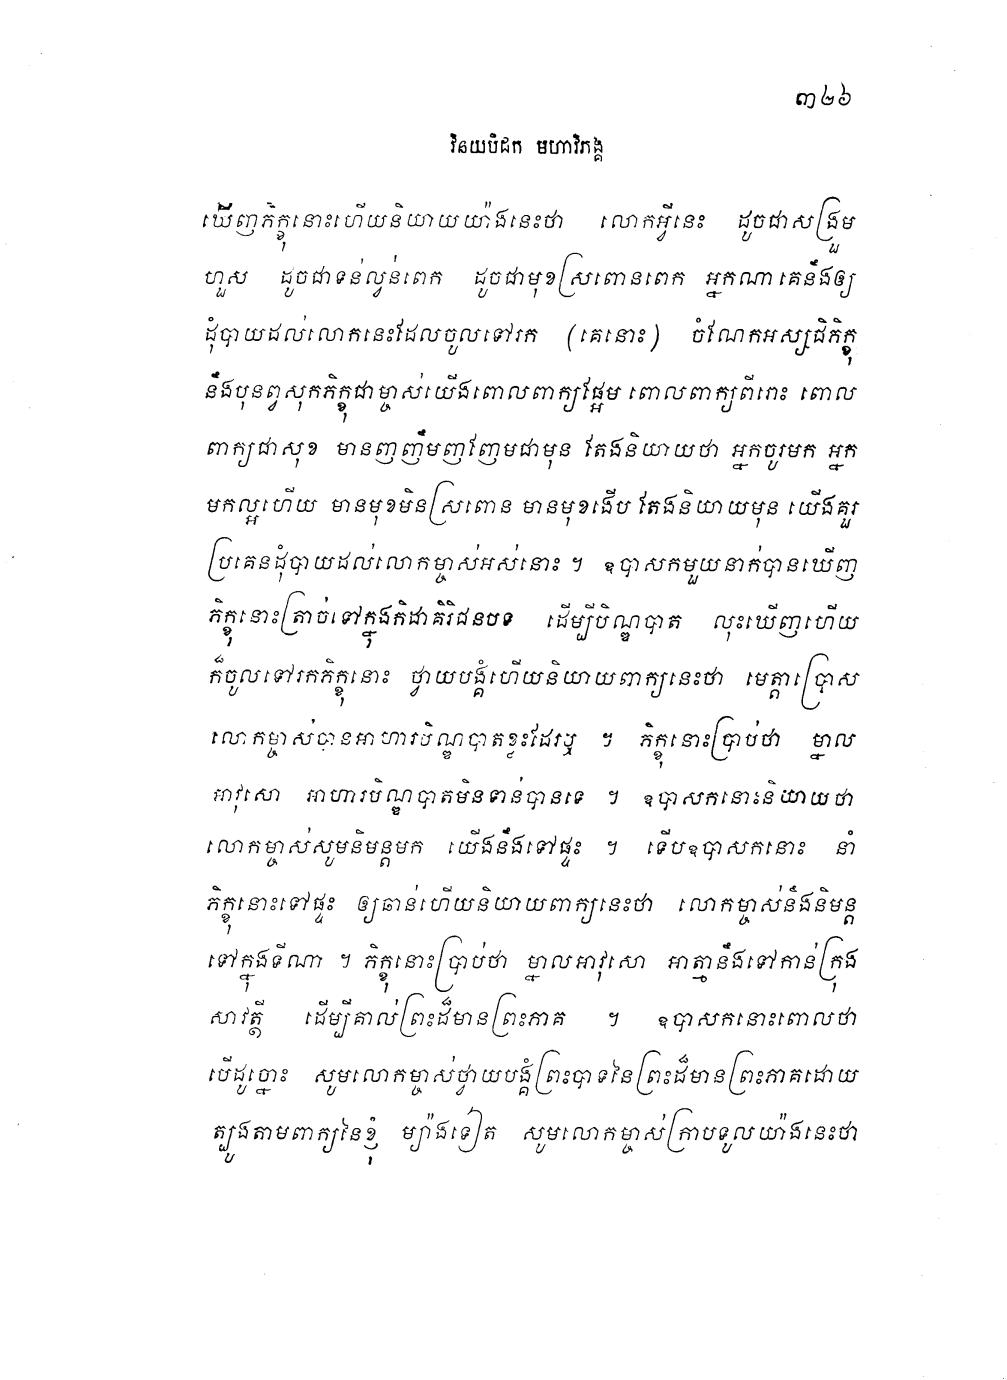 ៣២៦
វិនយបិដក មហាវិភង្គ
ឃើញភិក្ខុនោះហើយនិយាយយ៉ាងនេះថា លោកអ្វីនេះ ដូចជាសង្រួម
ហួស ដូចជាទន់ល្វន់ពេក ដូចជាមុខស្រពោនពេក អ្នកណាគេនឹងឲ្យ
ដុំបាយដល់លោកនេះដែលចូលទៅរក (គេនោះ) ចំណែកអស្សជិភិក្ខុ
នឹងបុនព្វសុកភិក្ខុជាម្ចាស់យើងពោលពាក្យផ្អែម ពោលពាក្យពីរោះ ពោល
ពាក្យជាសុខ មានញញឹមញញែមជាមុន តែងនិយាយថា អ្នកចូរមក អ្នក
មកល្អហើយ មានមុខមិនស្រពោន មានមុខងើប តែងនិយាយមុន យើងគួរ
ប្រគេនដុំបាយដល់លោកម្ចាស់អស់នោះ ។ ឧបាសកមួយនាក់បានឃើញ
ភិក្ខុនោះត្រាច់ទៅក្នុងកិដាគិរិជនបទ ដើម្បីបិណ្ឌបាត លុះឃើញហើយ
ក៏ចូលទៅរកភិក្ខុនោះ ថ្វាយបង្គំហើយនិយាយពាក្យនេះថា មេត្តាប្រោស
លោកម្ចាស់បានអាហារបិណ្ឌបាតខ្លះដែរឬ ។ ភិក្ខុនោះប្រាប់ថា ម្នាល
អាវុសោ អាហារបិណ្ឌបាតមិនទាន់បានទេ ។ ឧបាសកនោះនិយាយថា
លោកម្ចាស់សូមនិមន្តមក យើងនឹងទៅផ្ទះ ។ ទើបឧបាសកនោះ នាំ
ភិក្ខុនោះទៅផ្ទះ ឲ្យឆាន់ហើយនិយាយពាក្យនេះថា លោកម្ចាស់នឹងនិមន្ត
ទៅក្នុងទីណា ។ ភិក្ខុនោះប្រាប់ថា ម្នាលអាវុសោ អាត្មានឹងទៅកាន់ក្រុង
សាវត្ថី ដើម្បីគាល់ព្រះដ៏មានព្រះភាគ ។ ឧបាសកនោះពោលថា
បើដូច្នោះ សូមលោកម្ចាស់ថ្វាយបង្គំព្រះបាទនៃព្រះដ៏មានព្រះភាគដោយ
ត្បូងតាមពាក្យនៃខ្ញុំ ម្យ៉ាងទៀត សូមលោកម្ចាស់ក្រាបទូលយ៉ាងនេះថា